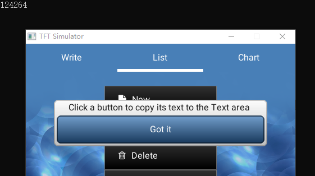 124264
TFT Simulator
Write List Chart
New
Click a button to copy its text to the Text area
Got it
Delete